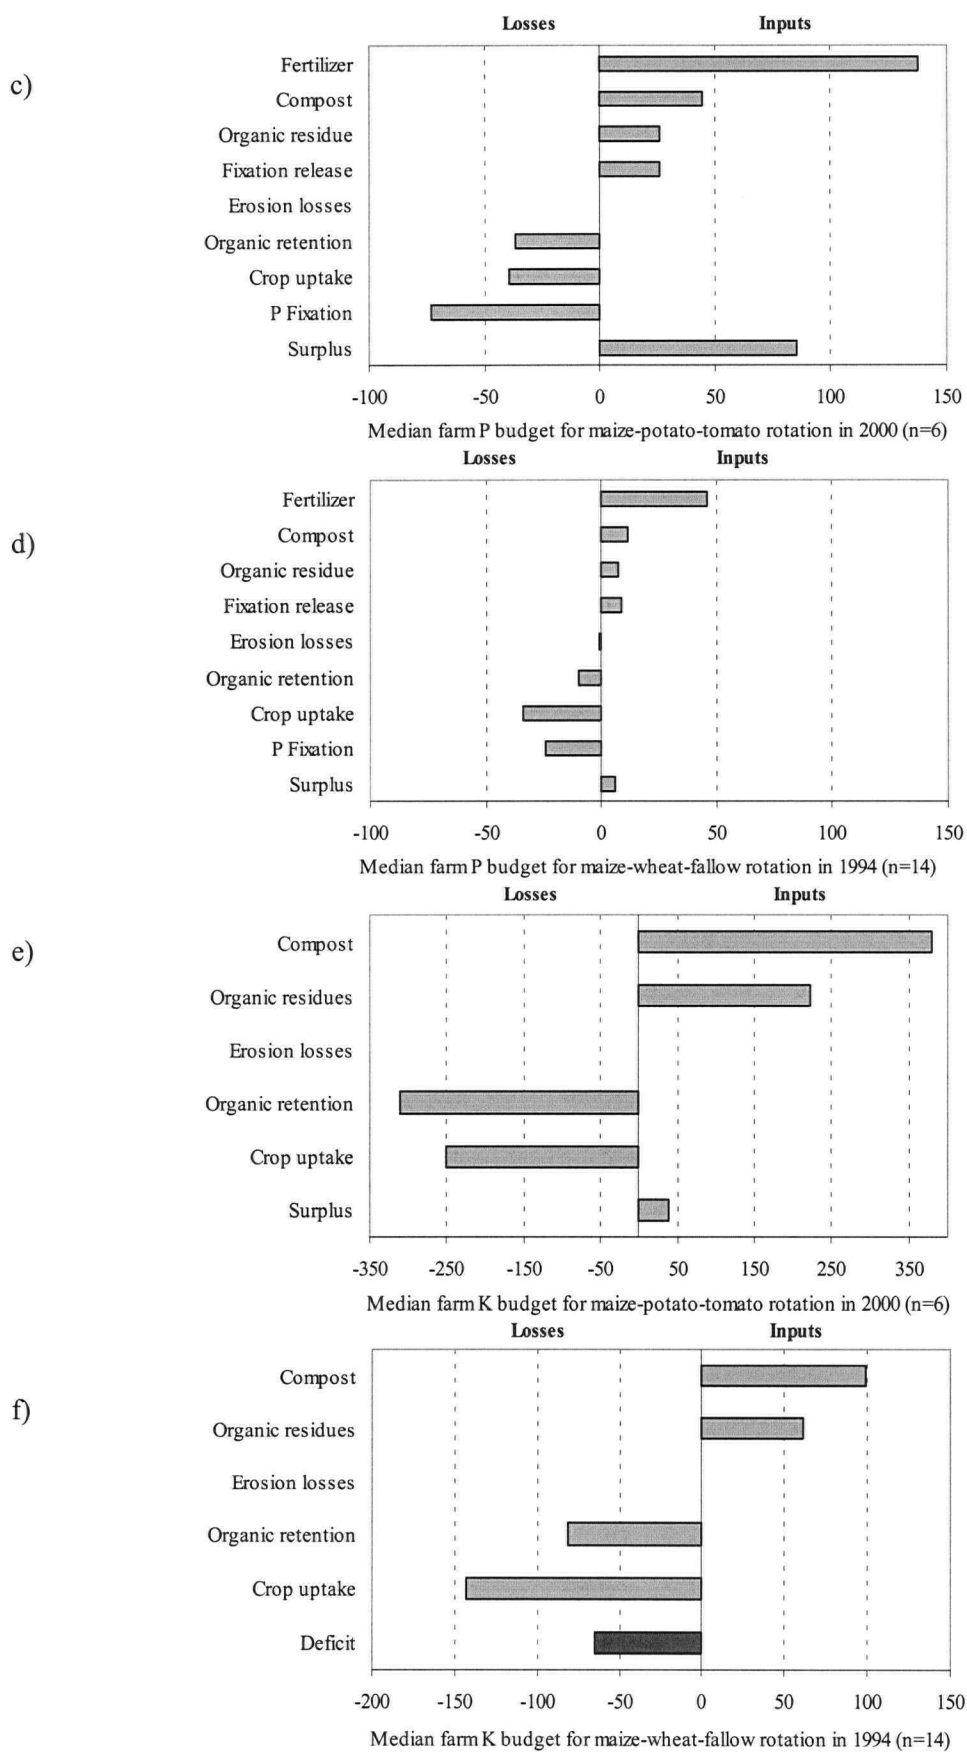 Losses Inputs
c)
Fertilizer
Compost
Organic residue
Fixation release
Erosion losses
Organic retention
Crop uptake
P Fixation
Surplus
-100 -50 0 50 100 150
Median farm P budget for maize-potato-tomato rotation in 2000 (n=6)
Losses Inputs
d)
Fertilizer
Compost
Organic residue
Fixation release
Erosion losses
Organic retention
Crop uptake
P Fixation
Surplus
-100 -50 0 50 100 150
Median farm P budget for maize-wheat-fallow rotation in 1994 (n=14)
Losses Inputs
e)
Compost
Organic residues
Erosion losses
Organic retention
Crop uptake
Surplus
-350 -250 -150 -50 50 150 250 350
Median farm K budget for maize-potato-tomato rotation in 2000 (n=6)
Losses Inputs
f)
Compost
Organic residues
Erosion losses
Organic retention
Crop uptake
Deficit
-200 -150 -100 -50 0 50 100 150
Median farm K budget for maize-wheat-fallow rotation in 1994 (n=14)